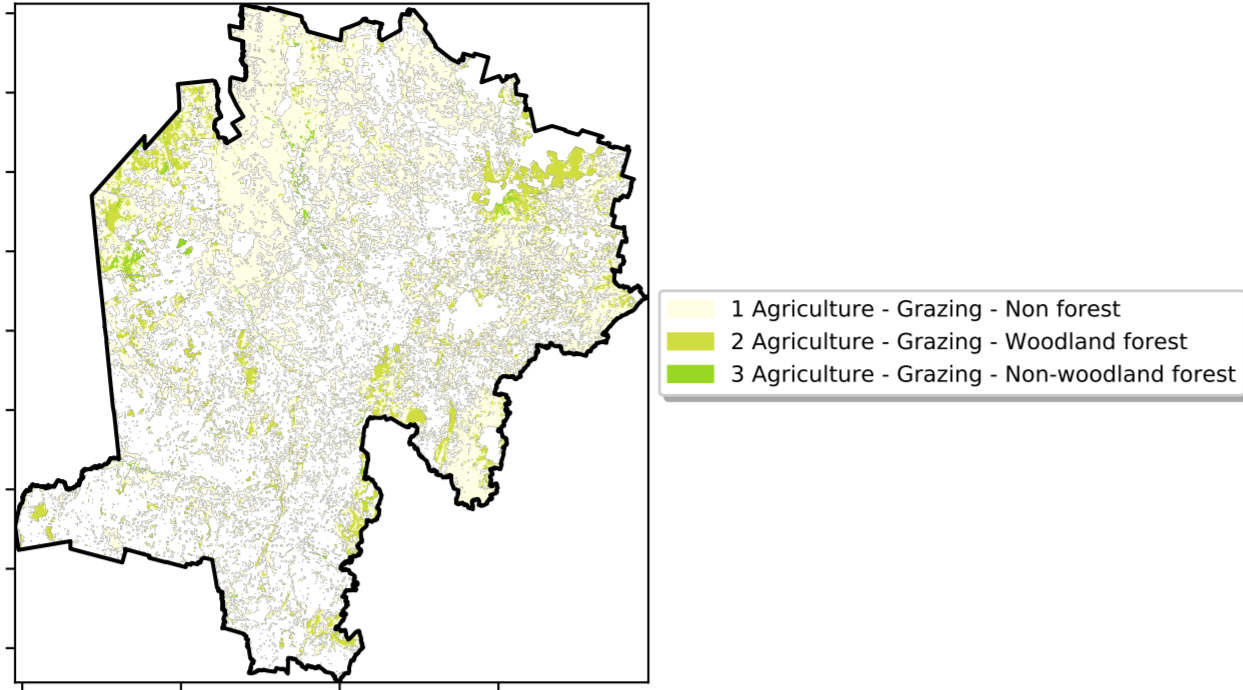 1 Agriculture - Grazing - Non forest
2 Agriculture - Grazing - Woodland forest
3 Agriculture - Grazing - Non-woodland forest